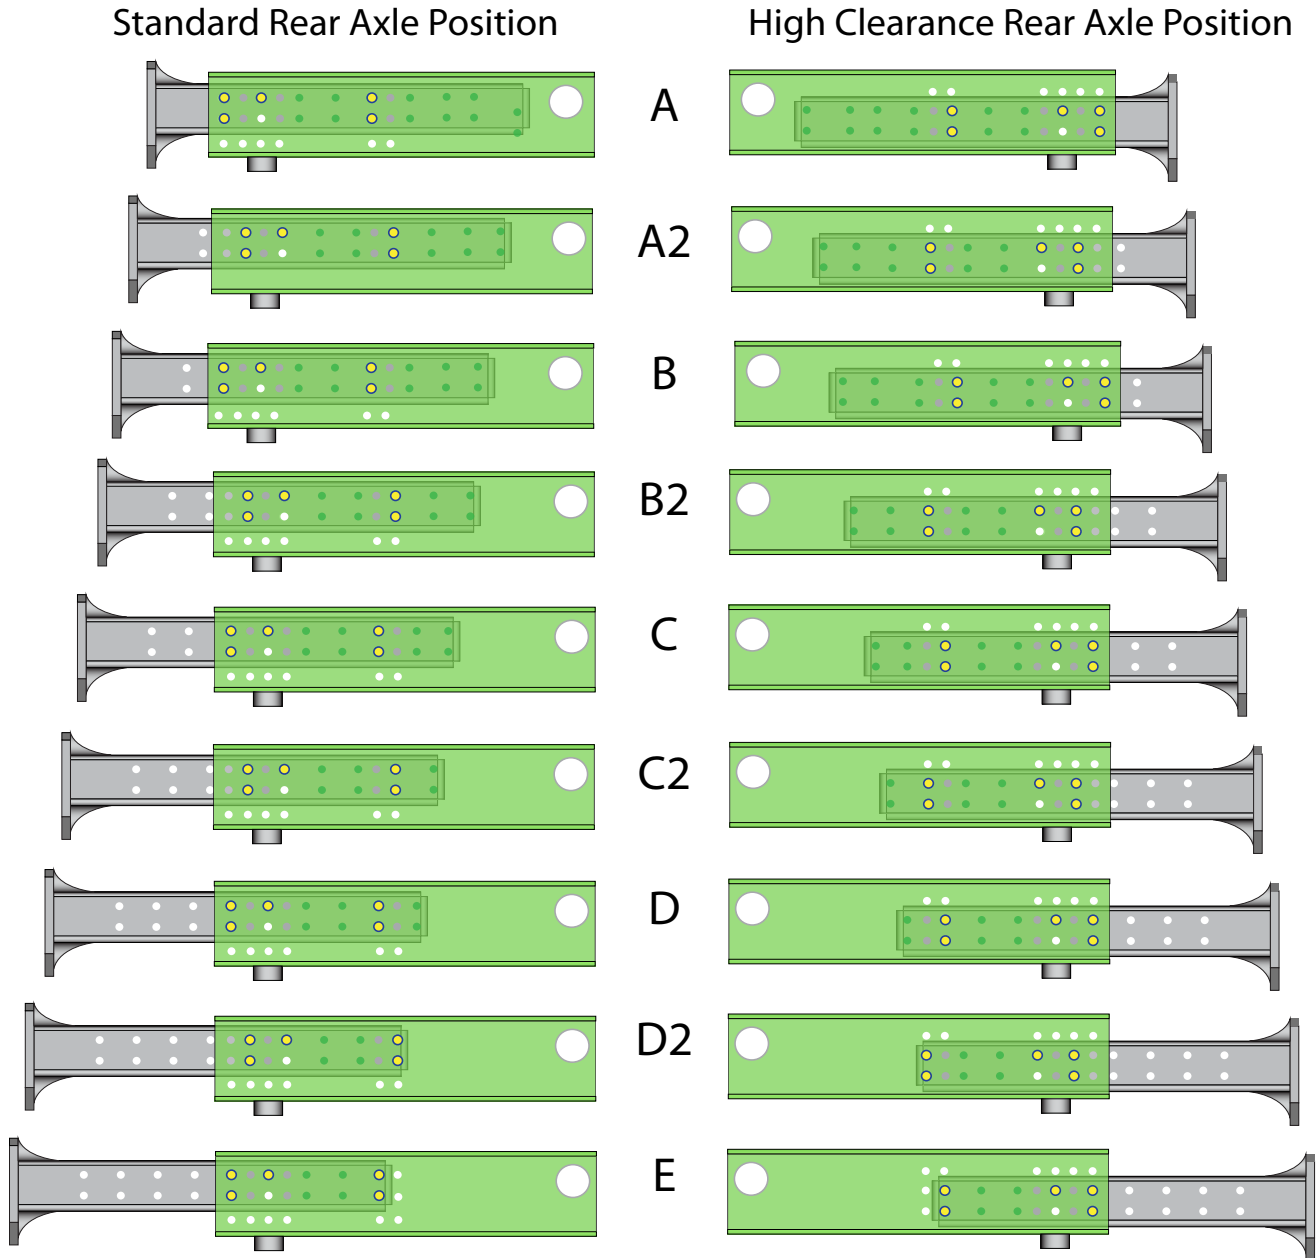 Standard Rear Axle Position
High Clearance Rear Axle Position
A
A2
B
B2
C
C2
D
D2
E